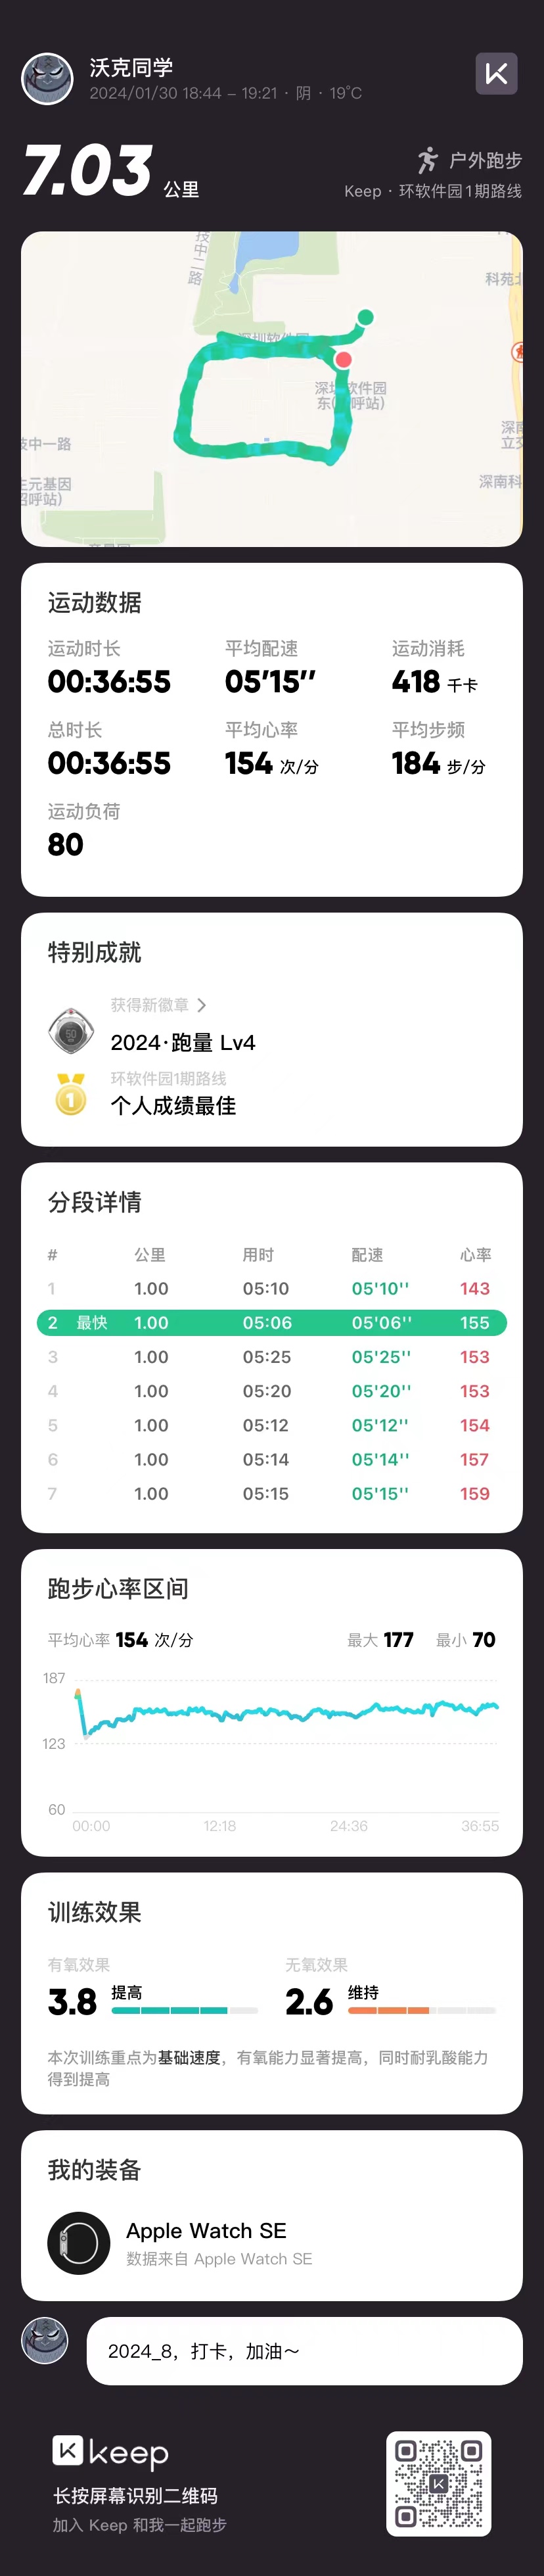 沃克同学
2024/01/30 18:44 – 19:21 · 阴 · 19°C
7.03 公里
户外跑步
Keep · 环软件园1期路线
技中二路
科苑北
深圳软件园
深圳软件园
东(招呼站)
技中一路
深南
立交
生元基因
招呼站)
深南科
运动数据
运动时长 平均配速 运动消耗
00:36:55 05'15'' 418 千卡
总时长 平均心率 平均步频
00:36:55 154 次/分 184 步/分
运动负荷
80
特别成就
获得新徽章
2024·跑量 Lv4
环软件园1期路线
1
个人成绩最佳
分段详情
# 公里 用时 配速 心率
1 1.00 05:10 05'10'' 143
2 最快 1.00 05:06 05'06'' 155
3 1.00 05:25 05'25'' 153
4 1.00 05:20 05'20'' 153
5 1.00 05:12 05'12'' 154
6 1.00 05:14 05'14'' 157
7 1.00 05:15 05'15'' 159
跑步心率区间
平均心率 154 次/分 最大 177 最小 70
187
123
60
00:00 12:18 24:36 36:55
训练效果
有氧效果 无氧效果
3.8 提高 2.6 维持
本次训练重点为基础速度，有氧能力显著提高，同时耐乳酸能力
得到提高
我的装备
Apple Watch SE
数据来自 Apple Watch SE
2024_8，打卡，加油～
keep
长按屏幕识别二维码
加入 Keep 和我一起跑步